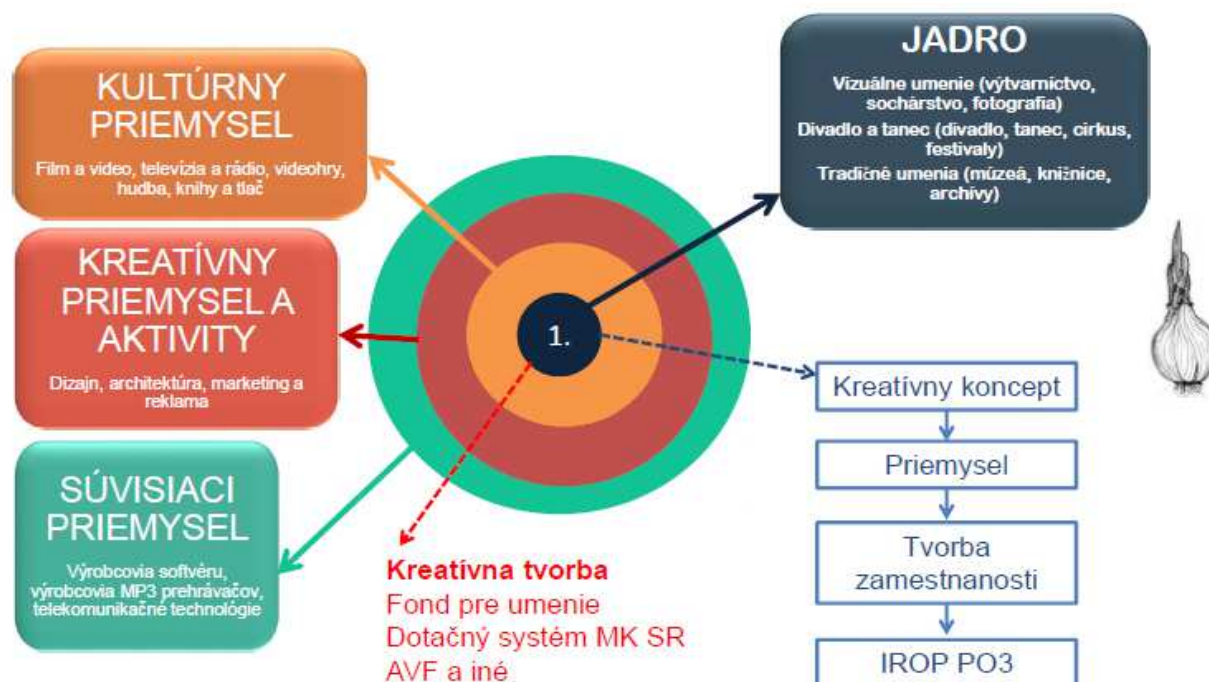 KULTÚRNY
PRIEMYSEL
Film a video, televízia a rádio, videohry,
hudba, knihy a tlač
KREATÍVNY
PRIEMYSEL A
AKTIVITY
Dizajn, architektúra, marketing a
reklama
SÚVISIACI
PRIEMYSEL
Výrobcovia softvéru,
výrobcovia MP3 prehrávačov,
telekomunikačné technológie
1.
JADRO
Vizuálne umenie (výtvarníctvo,
sochárstvo, fotografia)
Divadlo a tanec (divadlo, tanec, cirkus,
festivaly)
Tradičné umenia (múzeá, knižnice,
archívy)
Kreatívna tvorba
Fond pre umenie
Dotačný systém MK SR
AVF a iné
Kreatívny koncept
Priemysel
Tvorba
zamestnanosti
IROP PO3